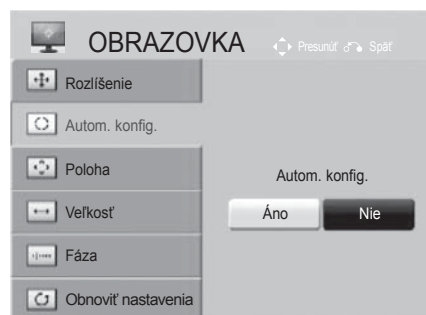 OBRAZOVKA Presunúť Späť
Rozlíšenie
Autom. konfig.
Poloha
Veľkosť
Fáza
Obnoviť nastavenia
Autom. konfig.
Áno Nie